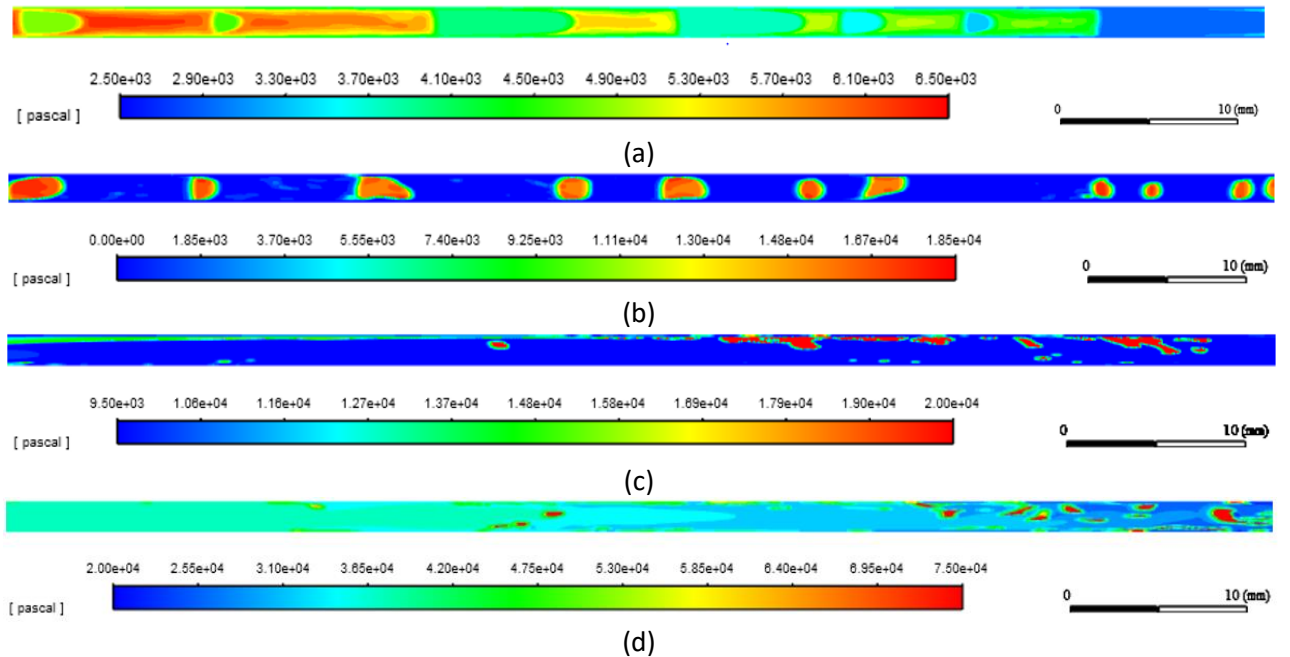 2.50e+03 2.90e+03 3.30e+03 3.70e+03 4.10e+03 4.50e+03 4.90e+03 5.30e+03 5.70e+03 6.10e+03 6.50e+03
[ pascal ]
0 10 (mm)
(a)
0.00e+00 1.85e+03 3.70e+03 5.55e+03 7.40e+03 9.25e+03 1.11e+04 1.30e+04 1.48e+04 1.67e+04 1.85e+04
[ pascal ]
0 10 (mm)
(b)
9.50e+03 1.06e+04 1.16e+04 1.27e+04 1.37e+04 1.48e+04 1.58e+04 1.69e+04 1.79e+04 1.90e+04 2.00e+04
[ pascal ]
0 10 (mm)
(c)
2.00e+04 2.55e+04 3.10e+04 3.65e+04 4.20e+04 4.75e+04 5.30e+04 5.85e+04 6.40e+04 6.95e+04 7.50e+04
[ pascal ]
0 10 (mm)
(d)